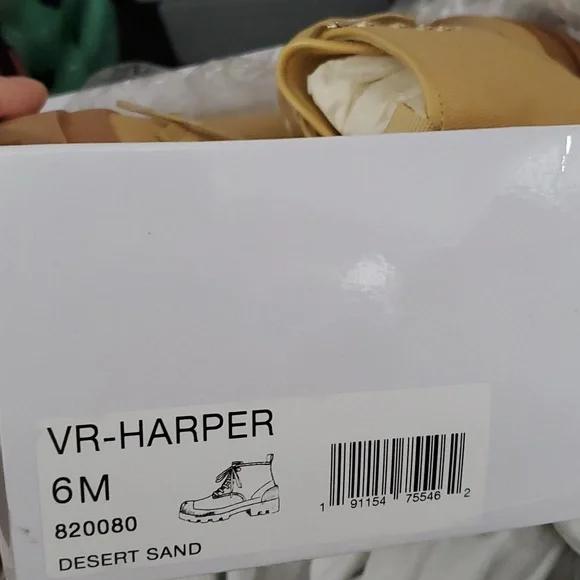 VR-HARPER
6M
820080
DESERT SAND
1 91154 75546 2